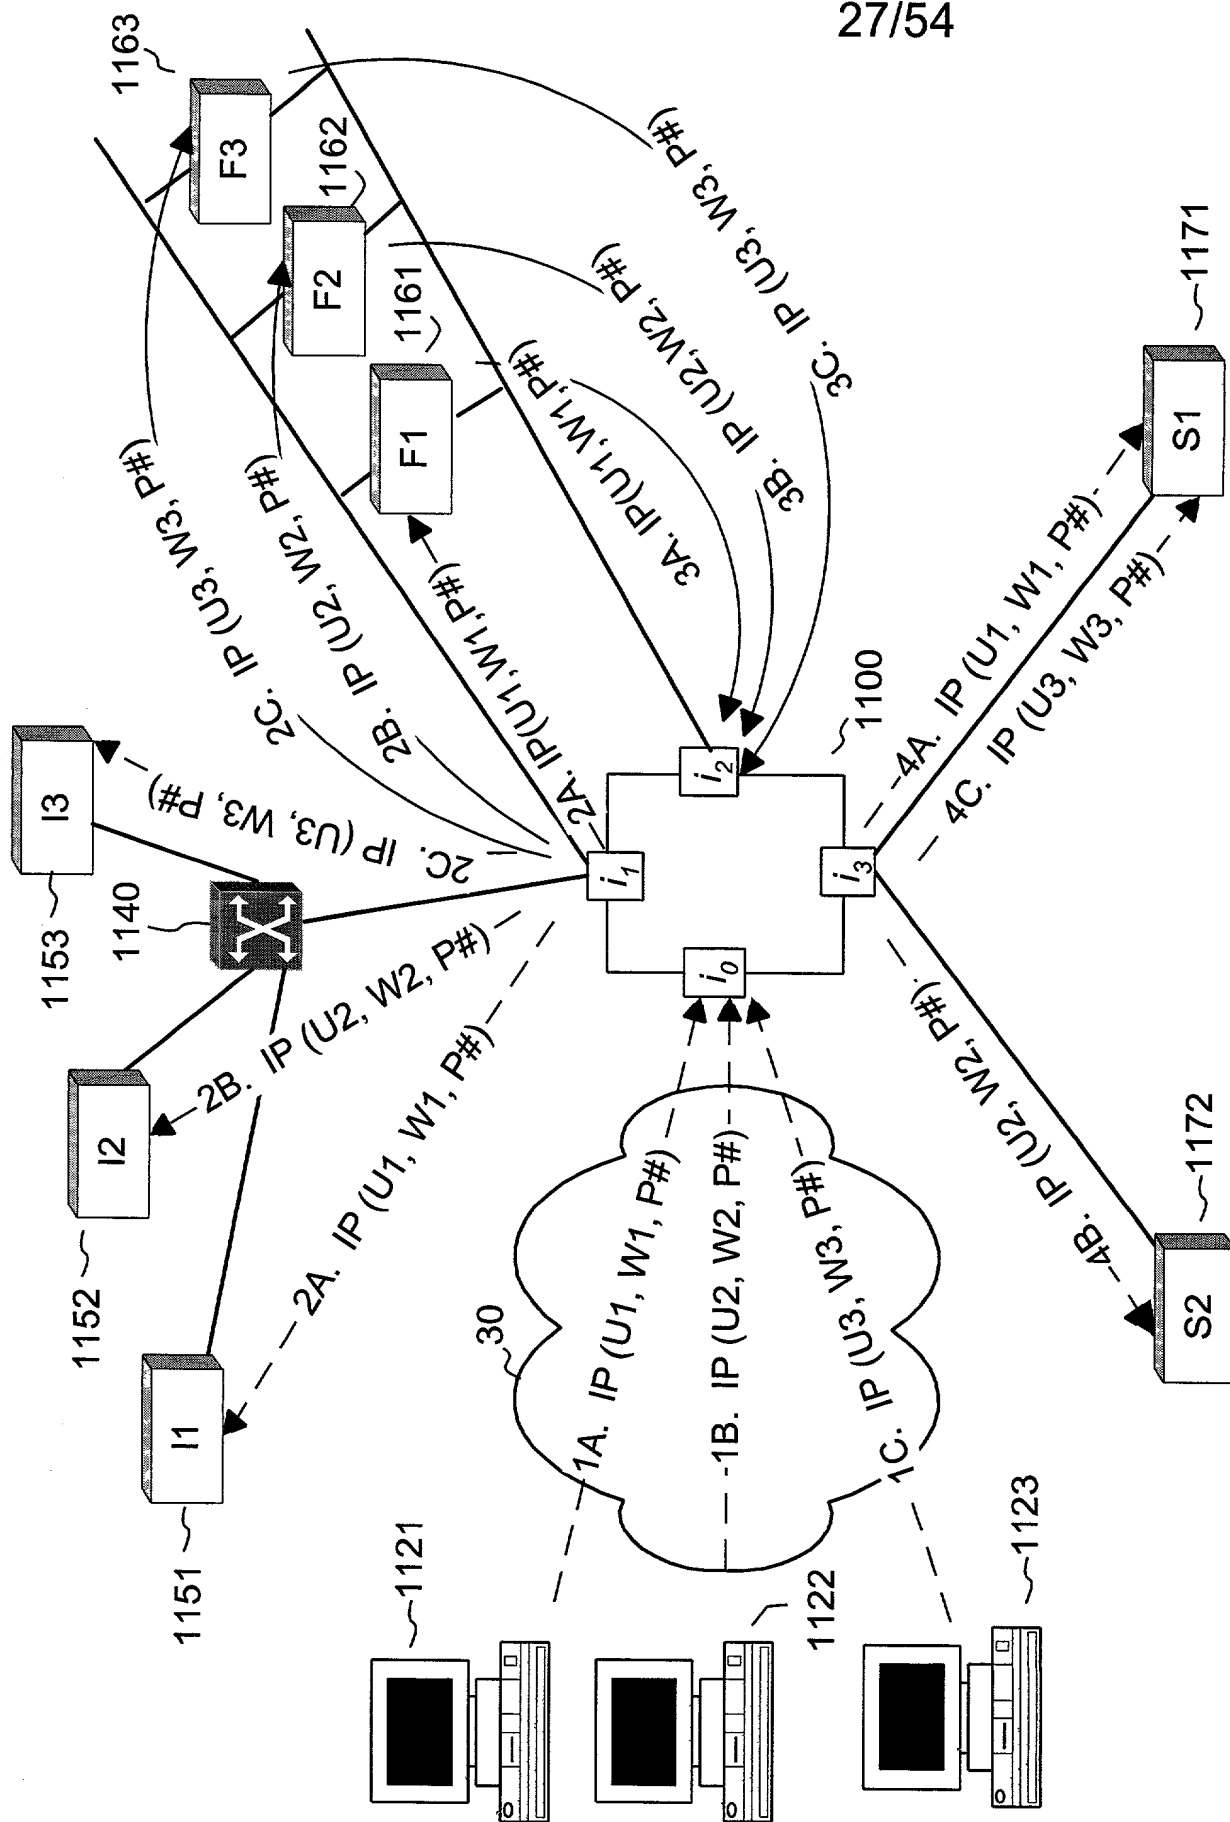 27/54
1163
F3
1162
F2
1161
F1
1153
I3
1140
1152
I2
1151
I1
2C. IP (U3, W3, P#)
2B. IP (U2, W2, P#)
2A. IP(U1,W1,P#)
2C. IP (U3, W3, P#)
2B. IP (U2, W2, P#)
2A. IP (U1, W1, P#)
3A. IP(U1,W1,P#)
3B. IP (U2,W2, P#)
3C. IP (U3, W3, P#)
i1
i2
i0
i3
1100
30
1A. IP (U1, W1, P#)
1B. IP (U2, W2, P#)
1C. IP (U3, W3, P#)
1121
1122
1123
4A. IP (U1, W1, P#)
4C. IP (U3, W3, P#)
4B. IP (U2, W2, P#)
S1
1171
S2
1172